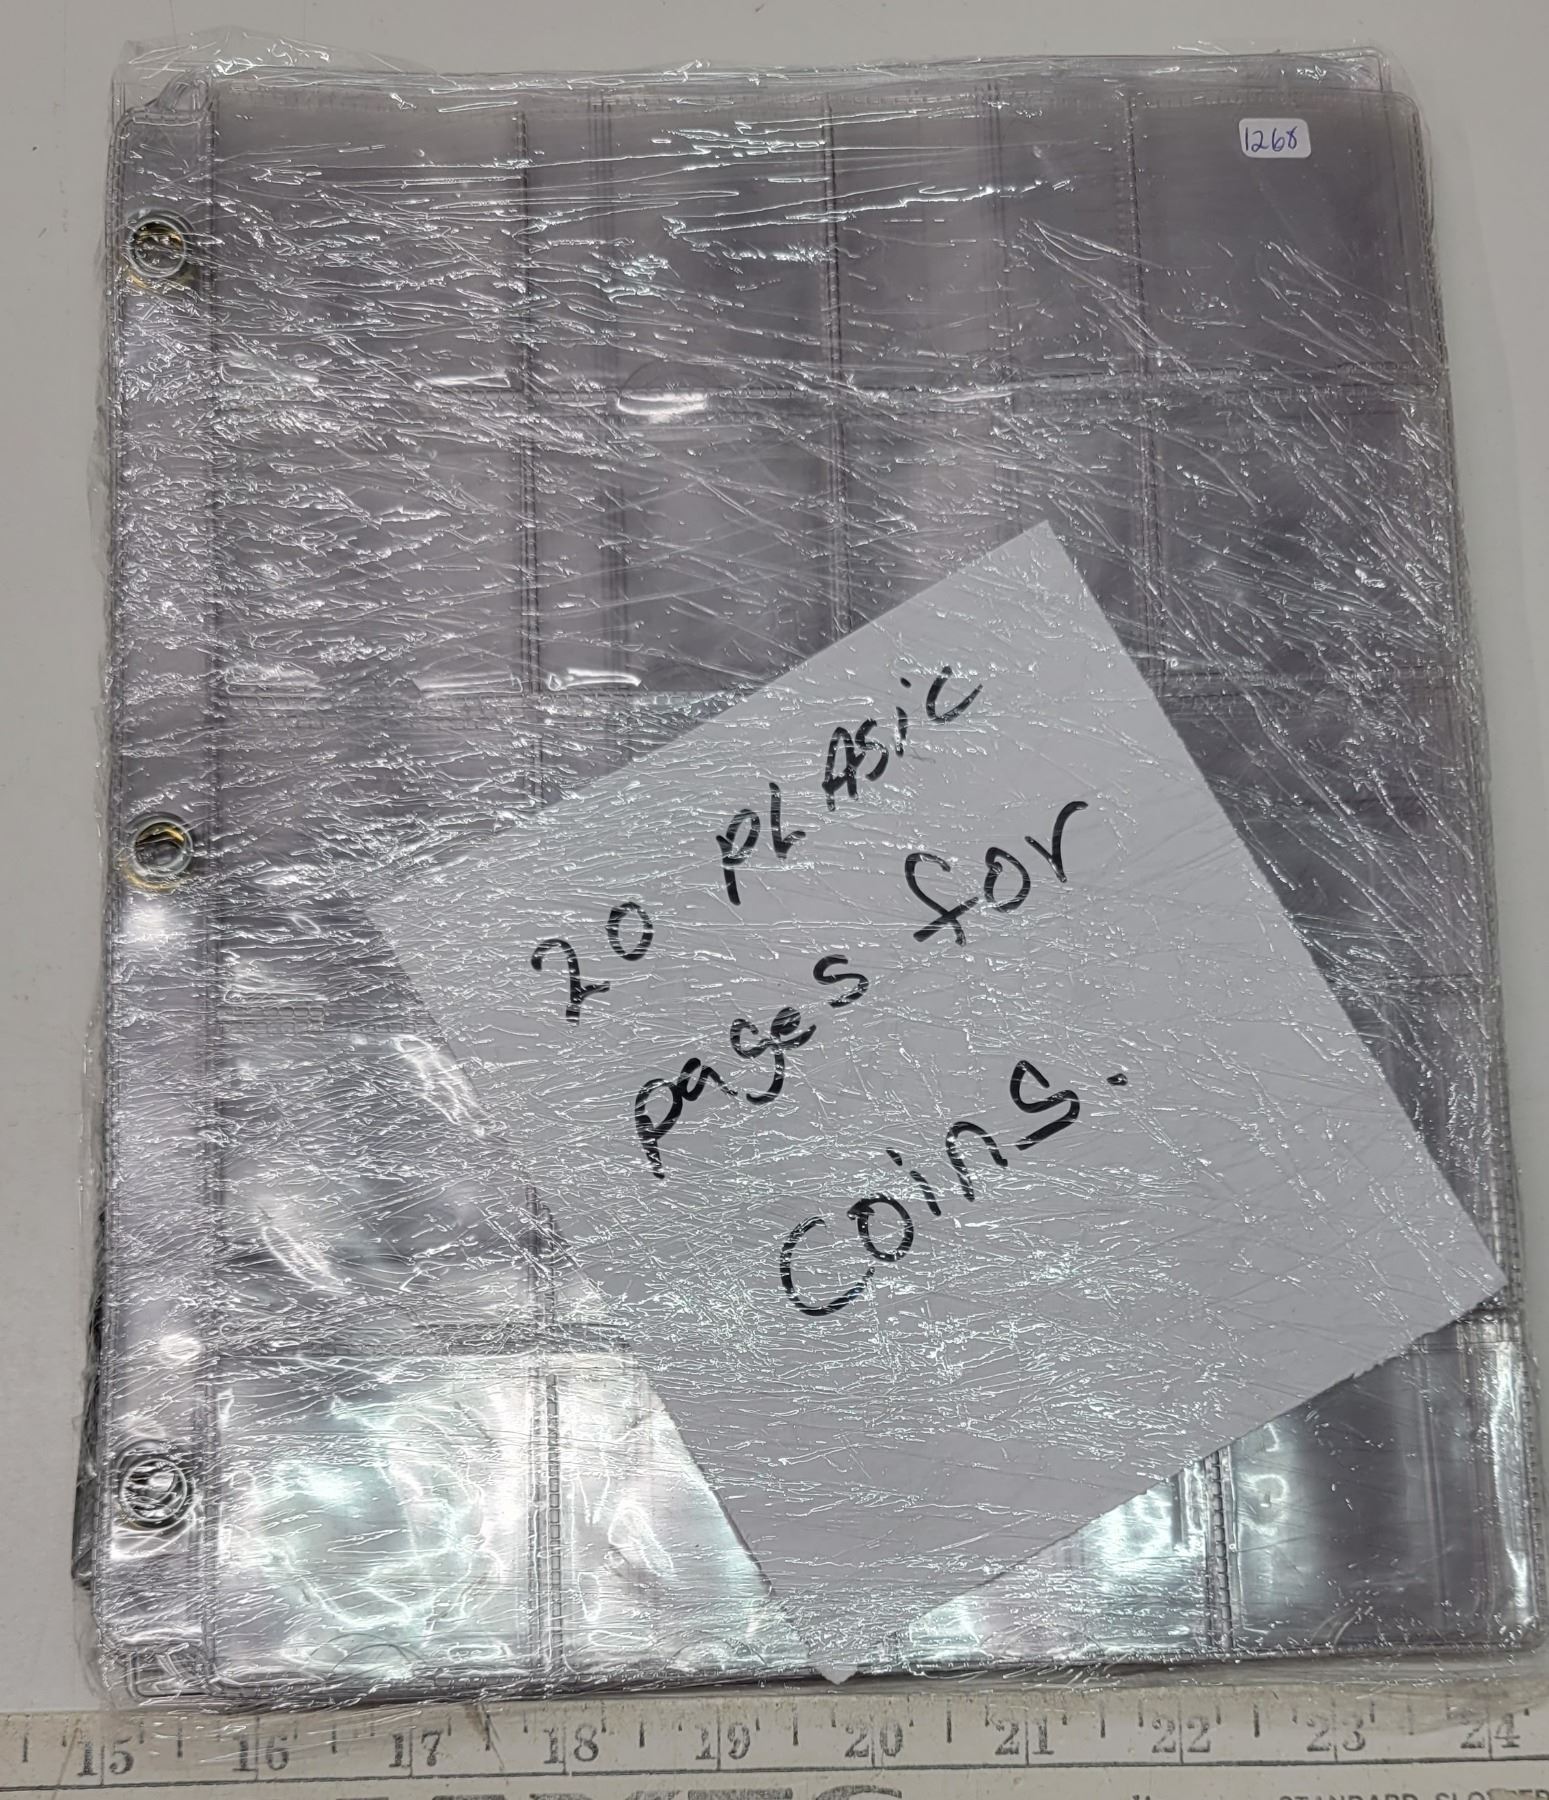 1268
20 PLASIC
pages for
Coins.
15 16 17 18 19 20 21 22 23 24